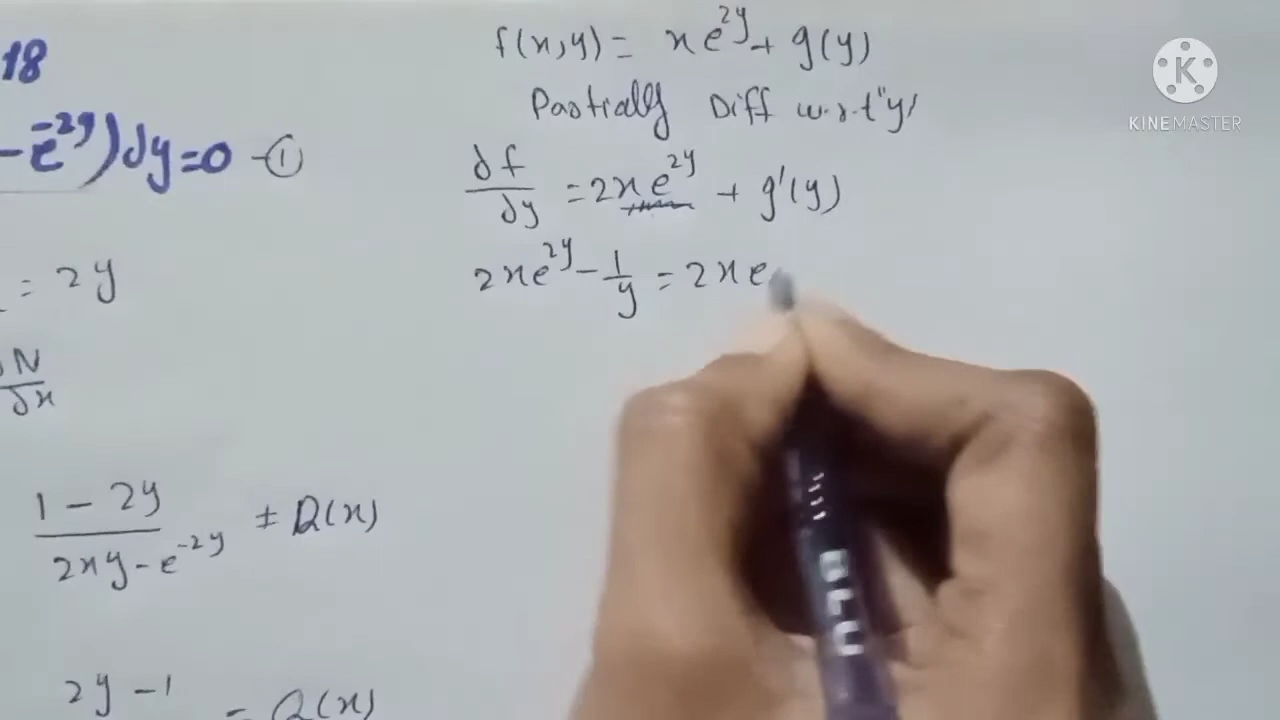 18
-e^{-2y})dy=0 -①
= 2y
∂N/∂x
(1 - 2y)/(2xy - e^{-2y}) ≠ Q(x)
2y - 1
= Q(x)
f(x,y) = xe^{2y} + g(y)
Partially Diff w.r.t "y"
∂f/∂y = 2xe^{2y} + g'(y)
2xe^{2y} - 1/y = 2xe
KINEMASTER
BLU